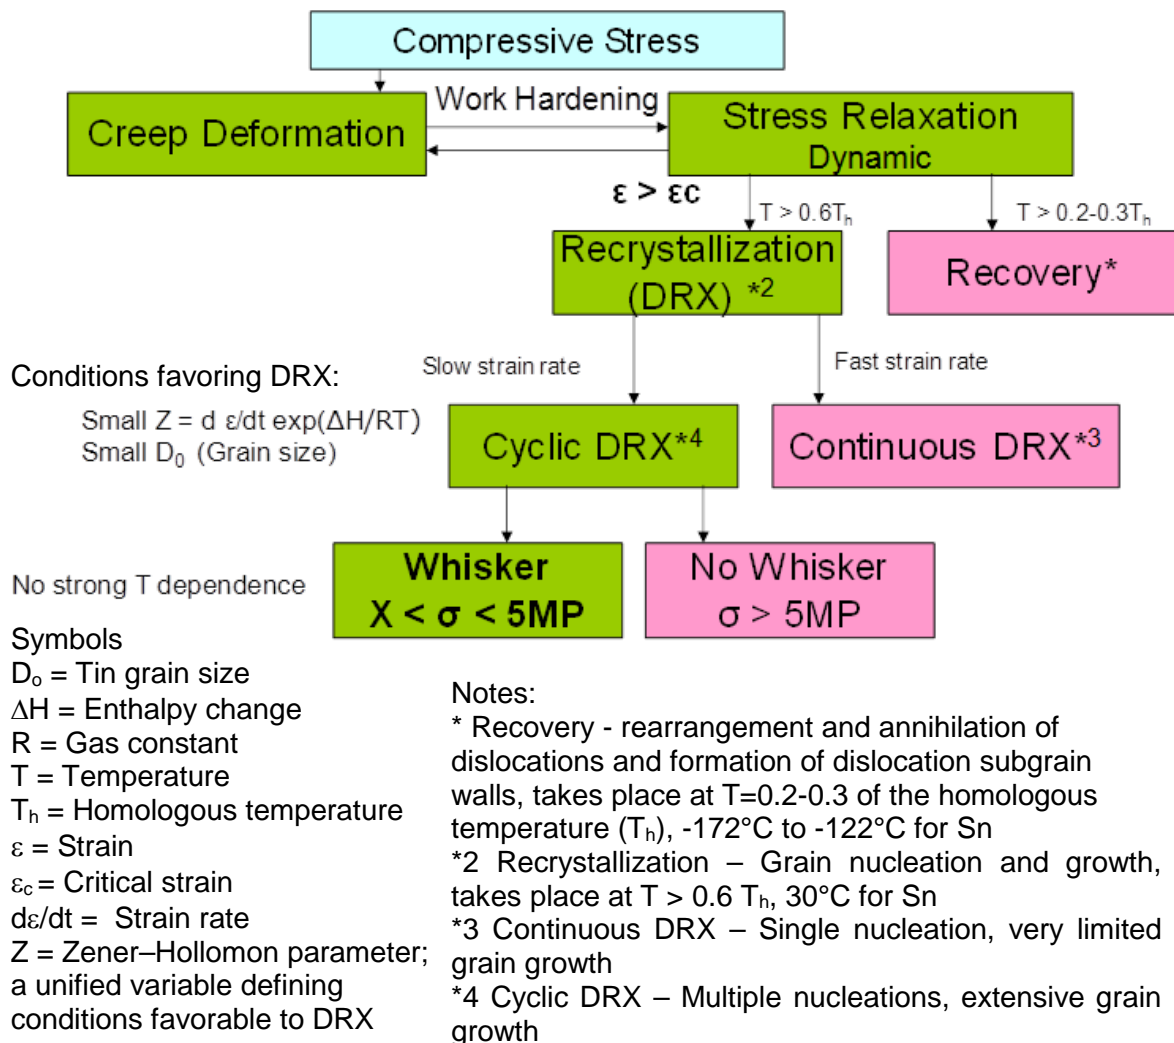 Compressive Stress
Work Hardening
Creep Deformation
Stress Relaxation
Dynamic
ε > εc
T > 0.6Tₕ
T > 0.2-0.3Tₕ
Recrystallization
(DRX) *2
Recovery*
Slow strain rate
Fast strain rate
Conditions favoring DRX:
Small Z = d ε/dt exp(ΔH/RT)
Small D₀ (Grain size)
Cyclic DRX*4
Continuous DRX*3
Whisker
X < σ < 5MP
No Whisker
σ > 5MP
No strong T dependence
Symbols
Dₒ = Tin grain size
ΔH = Enthalpy change
R = Gas constant
T = Temperature
Tₕ = Homologous temperature
ε = Strain
εc = Critical strain
dε/dt = Strain rate
Z = Zener–Hollomon parameter;
a unified variable defining
conditions favorable to DRX
Notes:
* Recovery - rearrangement and annihilation of
dislocations and formation of dislocation subgrain
walls, takes place at T=0.2-0.3 of the homologous
temperature (Tₕ), -172°C to -122°C for Sn
*2 Recrystallization – Grain nucleation and growth,
takes place at T > 0.6 Tₕ, 30°C for Sn
*3 Continuous DRX – Single nucleation, very limited
grain growth
*4 Cyclic DRX – Multiple nucleations, extensive grain
growth